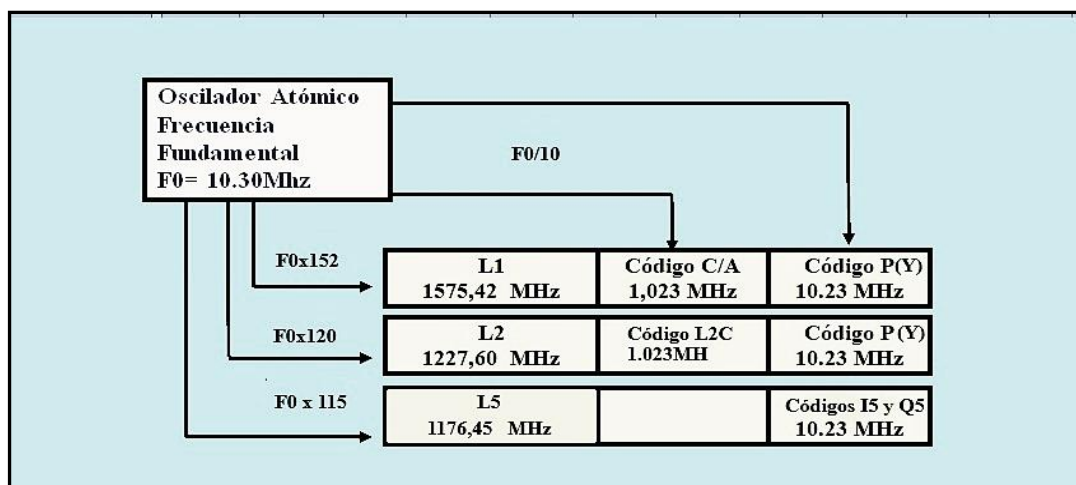 Oscilador Atómico
Frecuencia
Fundamental
F0= 10.30Mhz
F0/10
F0x152
L1
1575,42 MHz
Código C/A
1,023 MHz
Código P(Y)
10.23 MHz
F0x120
L2
1227,60 MHz
Código L2C
1.023MH
Código P(Y)
10.23 MHz
F0 x 115
L5
1176,45 MHz
Códigos I5 y Q5
10.23 MHz